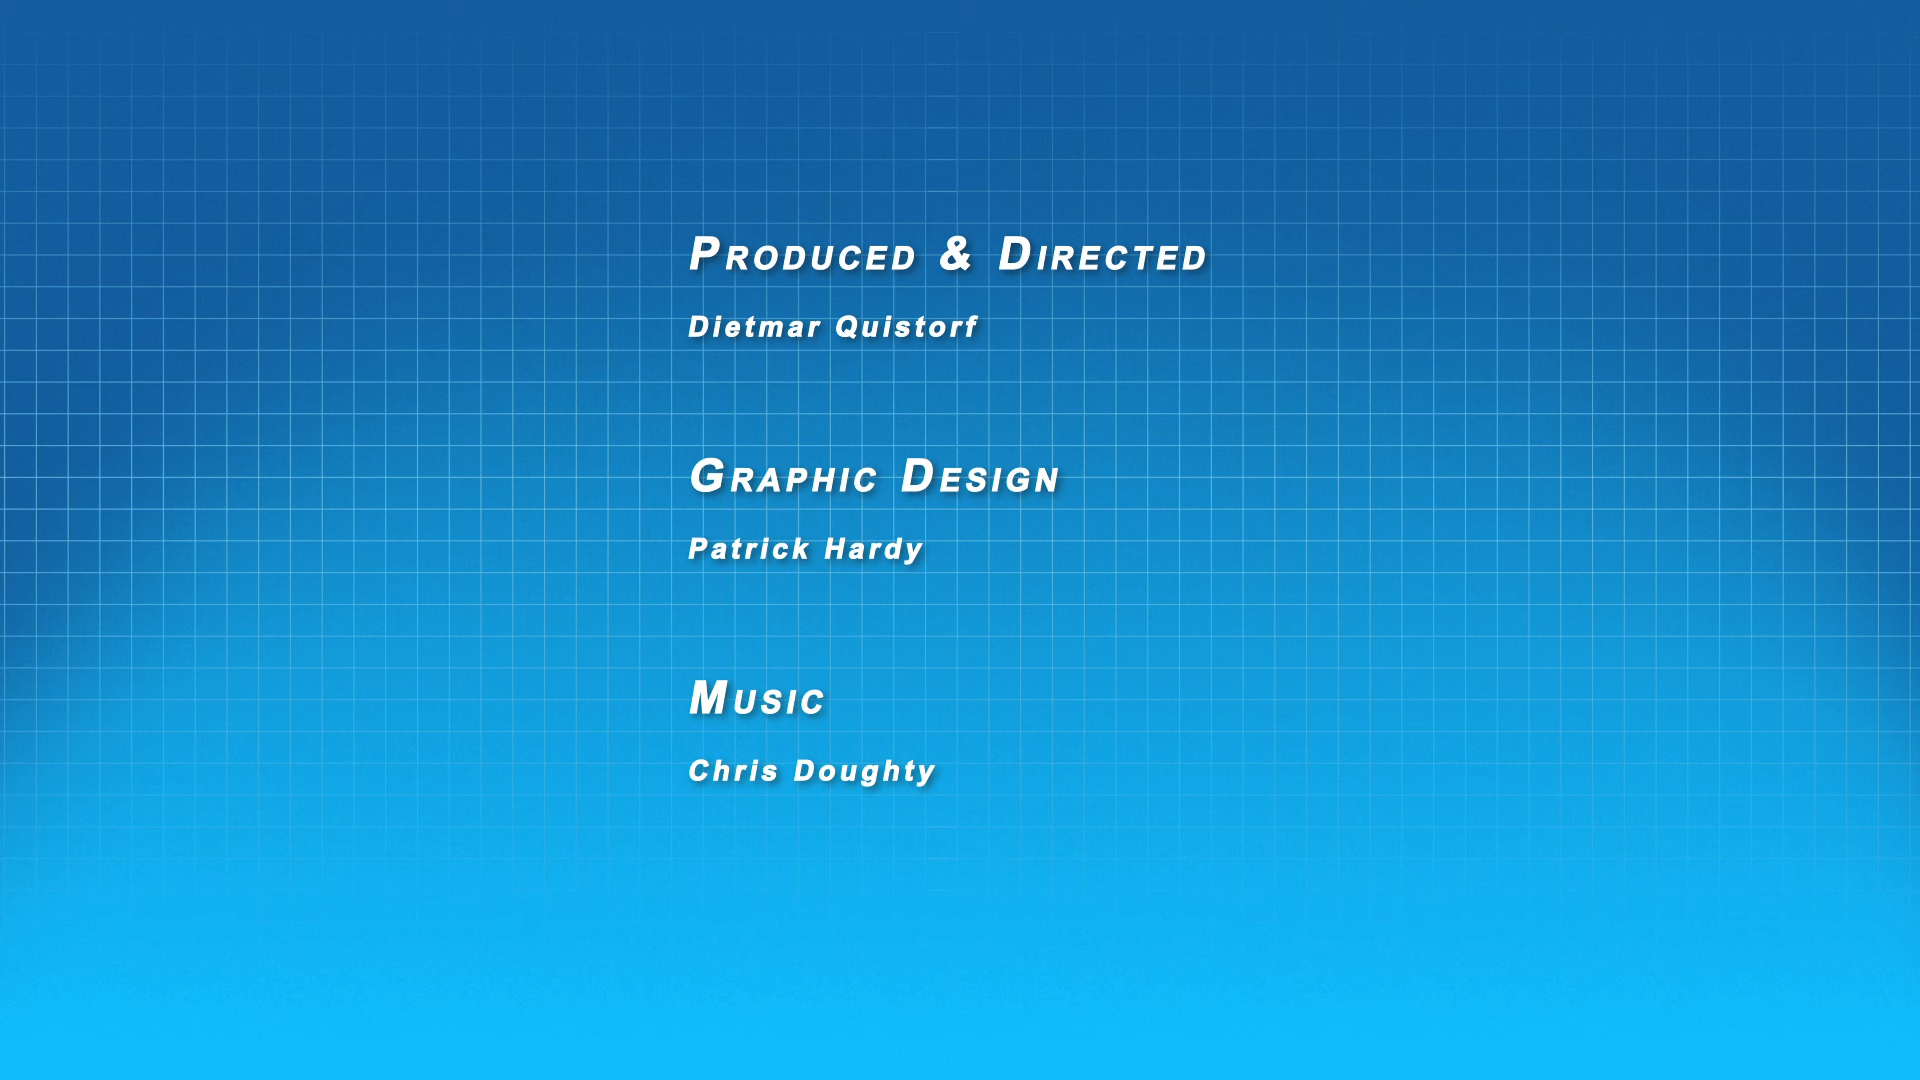 Produced & Directed
Dietmar Quistorf
Graphic Design
Patrick Hardy
Music
Chris Doughty